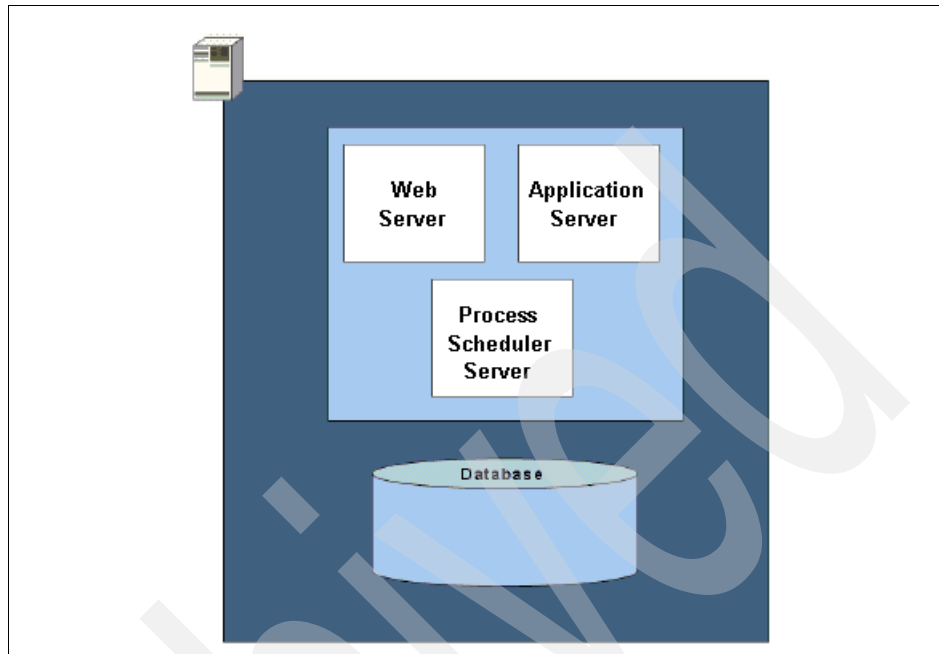 Web
Server
Application
Server
Process
Scheduler
Server
Database